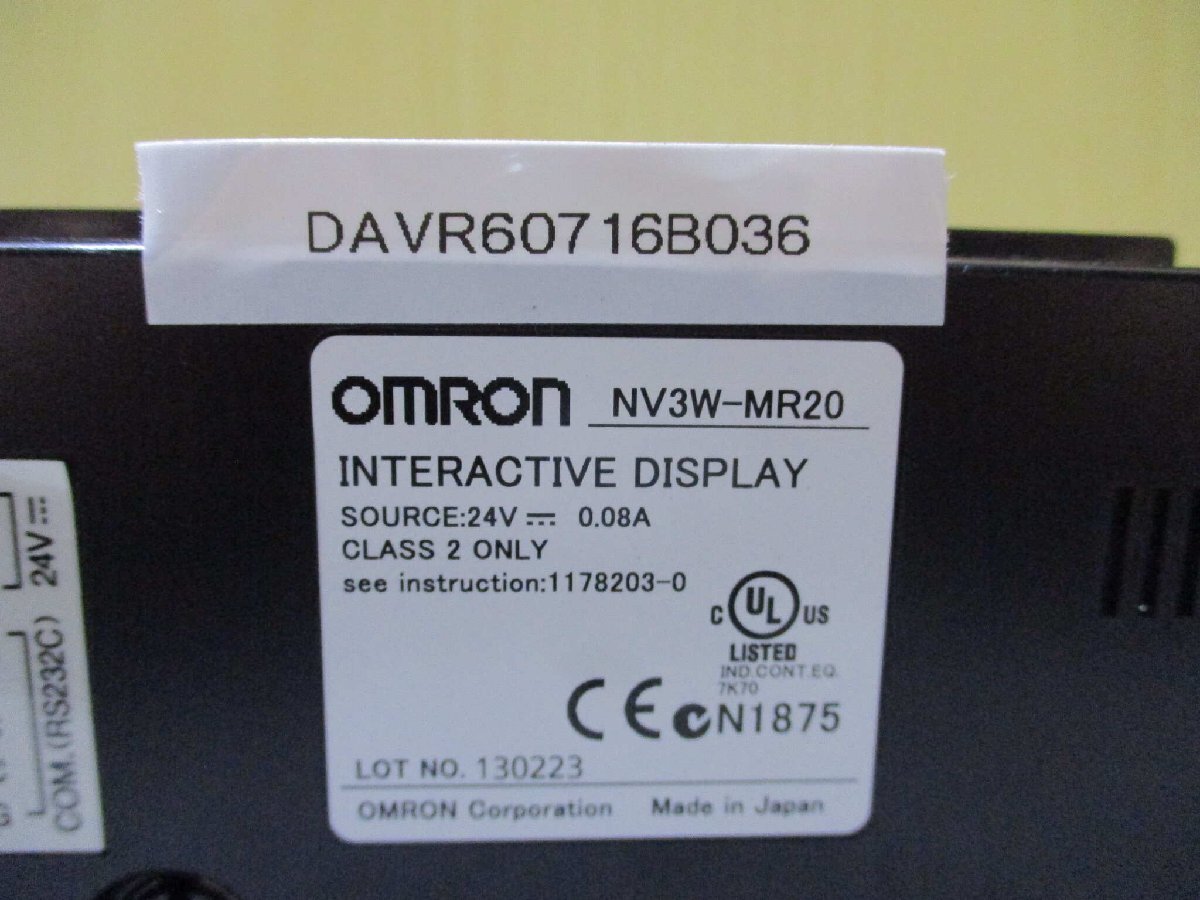 DAVR60716B036
OMRON NV3W-MR20
INTERACTIVE DISPLAY
SOURCE:24V⎓ 0.08A
CLASS 2 ONLY
see instruction:1178203-0
C UL US
LISTED
IND.CONT.EQ.
7K70
CE N1875
LOT NO. 130223
OMRON Corporation Made in Japan
24V⎓
COM.(RS232C)